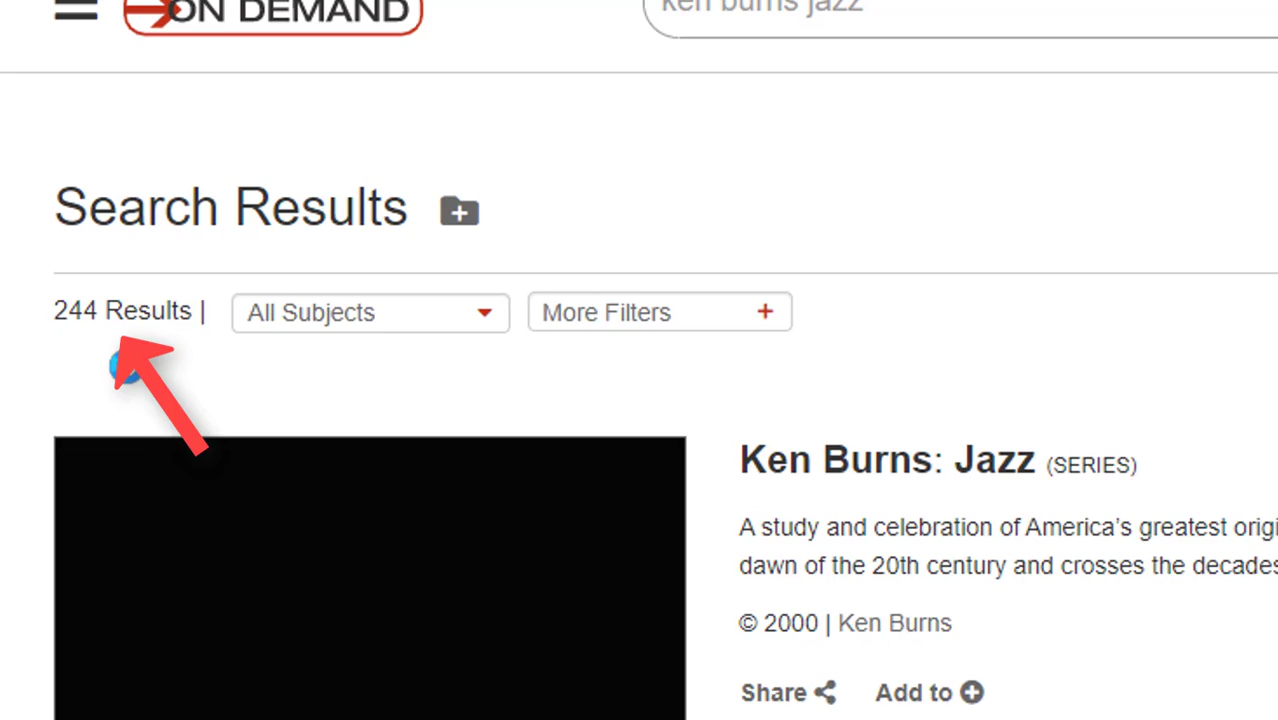 ON DEMAND
ken burns jazz
Search Results
244 Results |
All Subjects
More Filters +
Ken Burns: Jazz (SERIES)
A study and celebration of America's greatest
dawn of the 20th century and crosses the decades
© 2000 | Ken Burns
Share
Add to